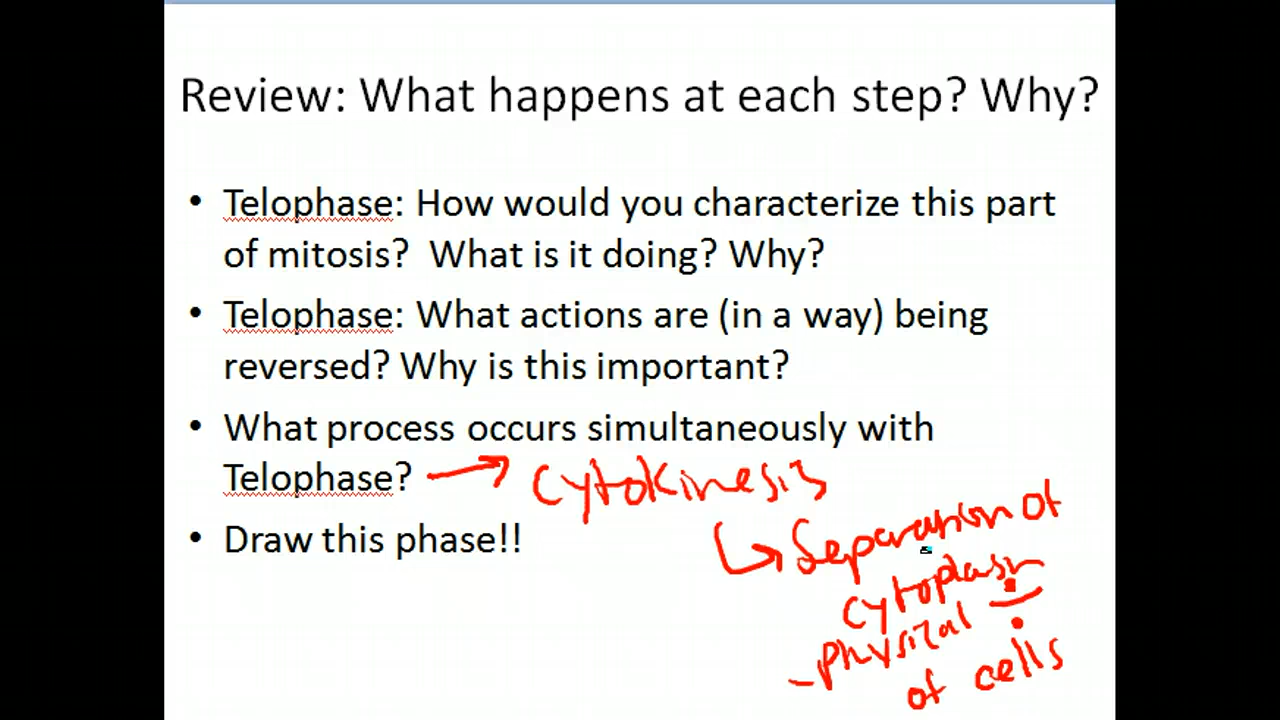 Review: What happens at each step? Why?
• Telophase: How would you characterize this part
of mitosis? What is it doing? Why?
• Telophase: What actions are (in a way) being
reversed? Why is this important?
• What process occurs simultaneously with
Telophase? → Cytokinesis
↳ Separation of
cytoplasm
- Physical ÷
of cells
• Draw this phase!!